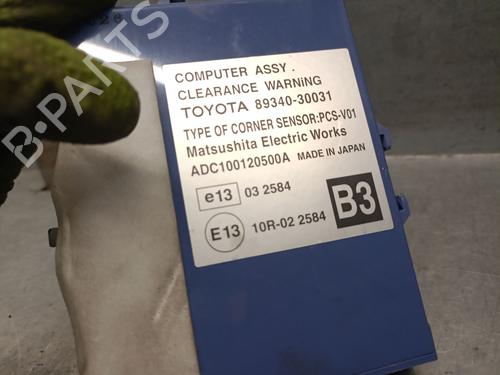 COMPUTER ASSY.
CLEARANCE WARNING
TOYOTA 89340-30031
TYPE OF CORNER SENSOR:PCS-V01
Matsushita Electric Works
ADC100120500A MADE IN JAPAN
e13 03 2584
E13 10R-02 2584
B3
B-PARTS